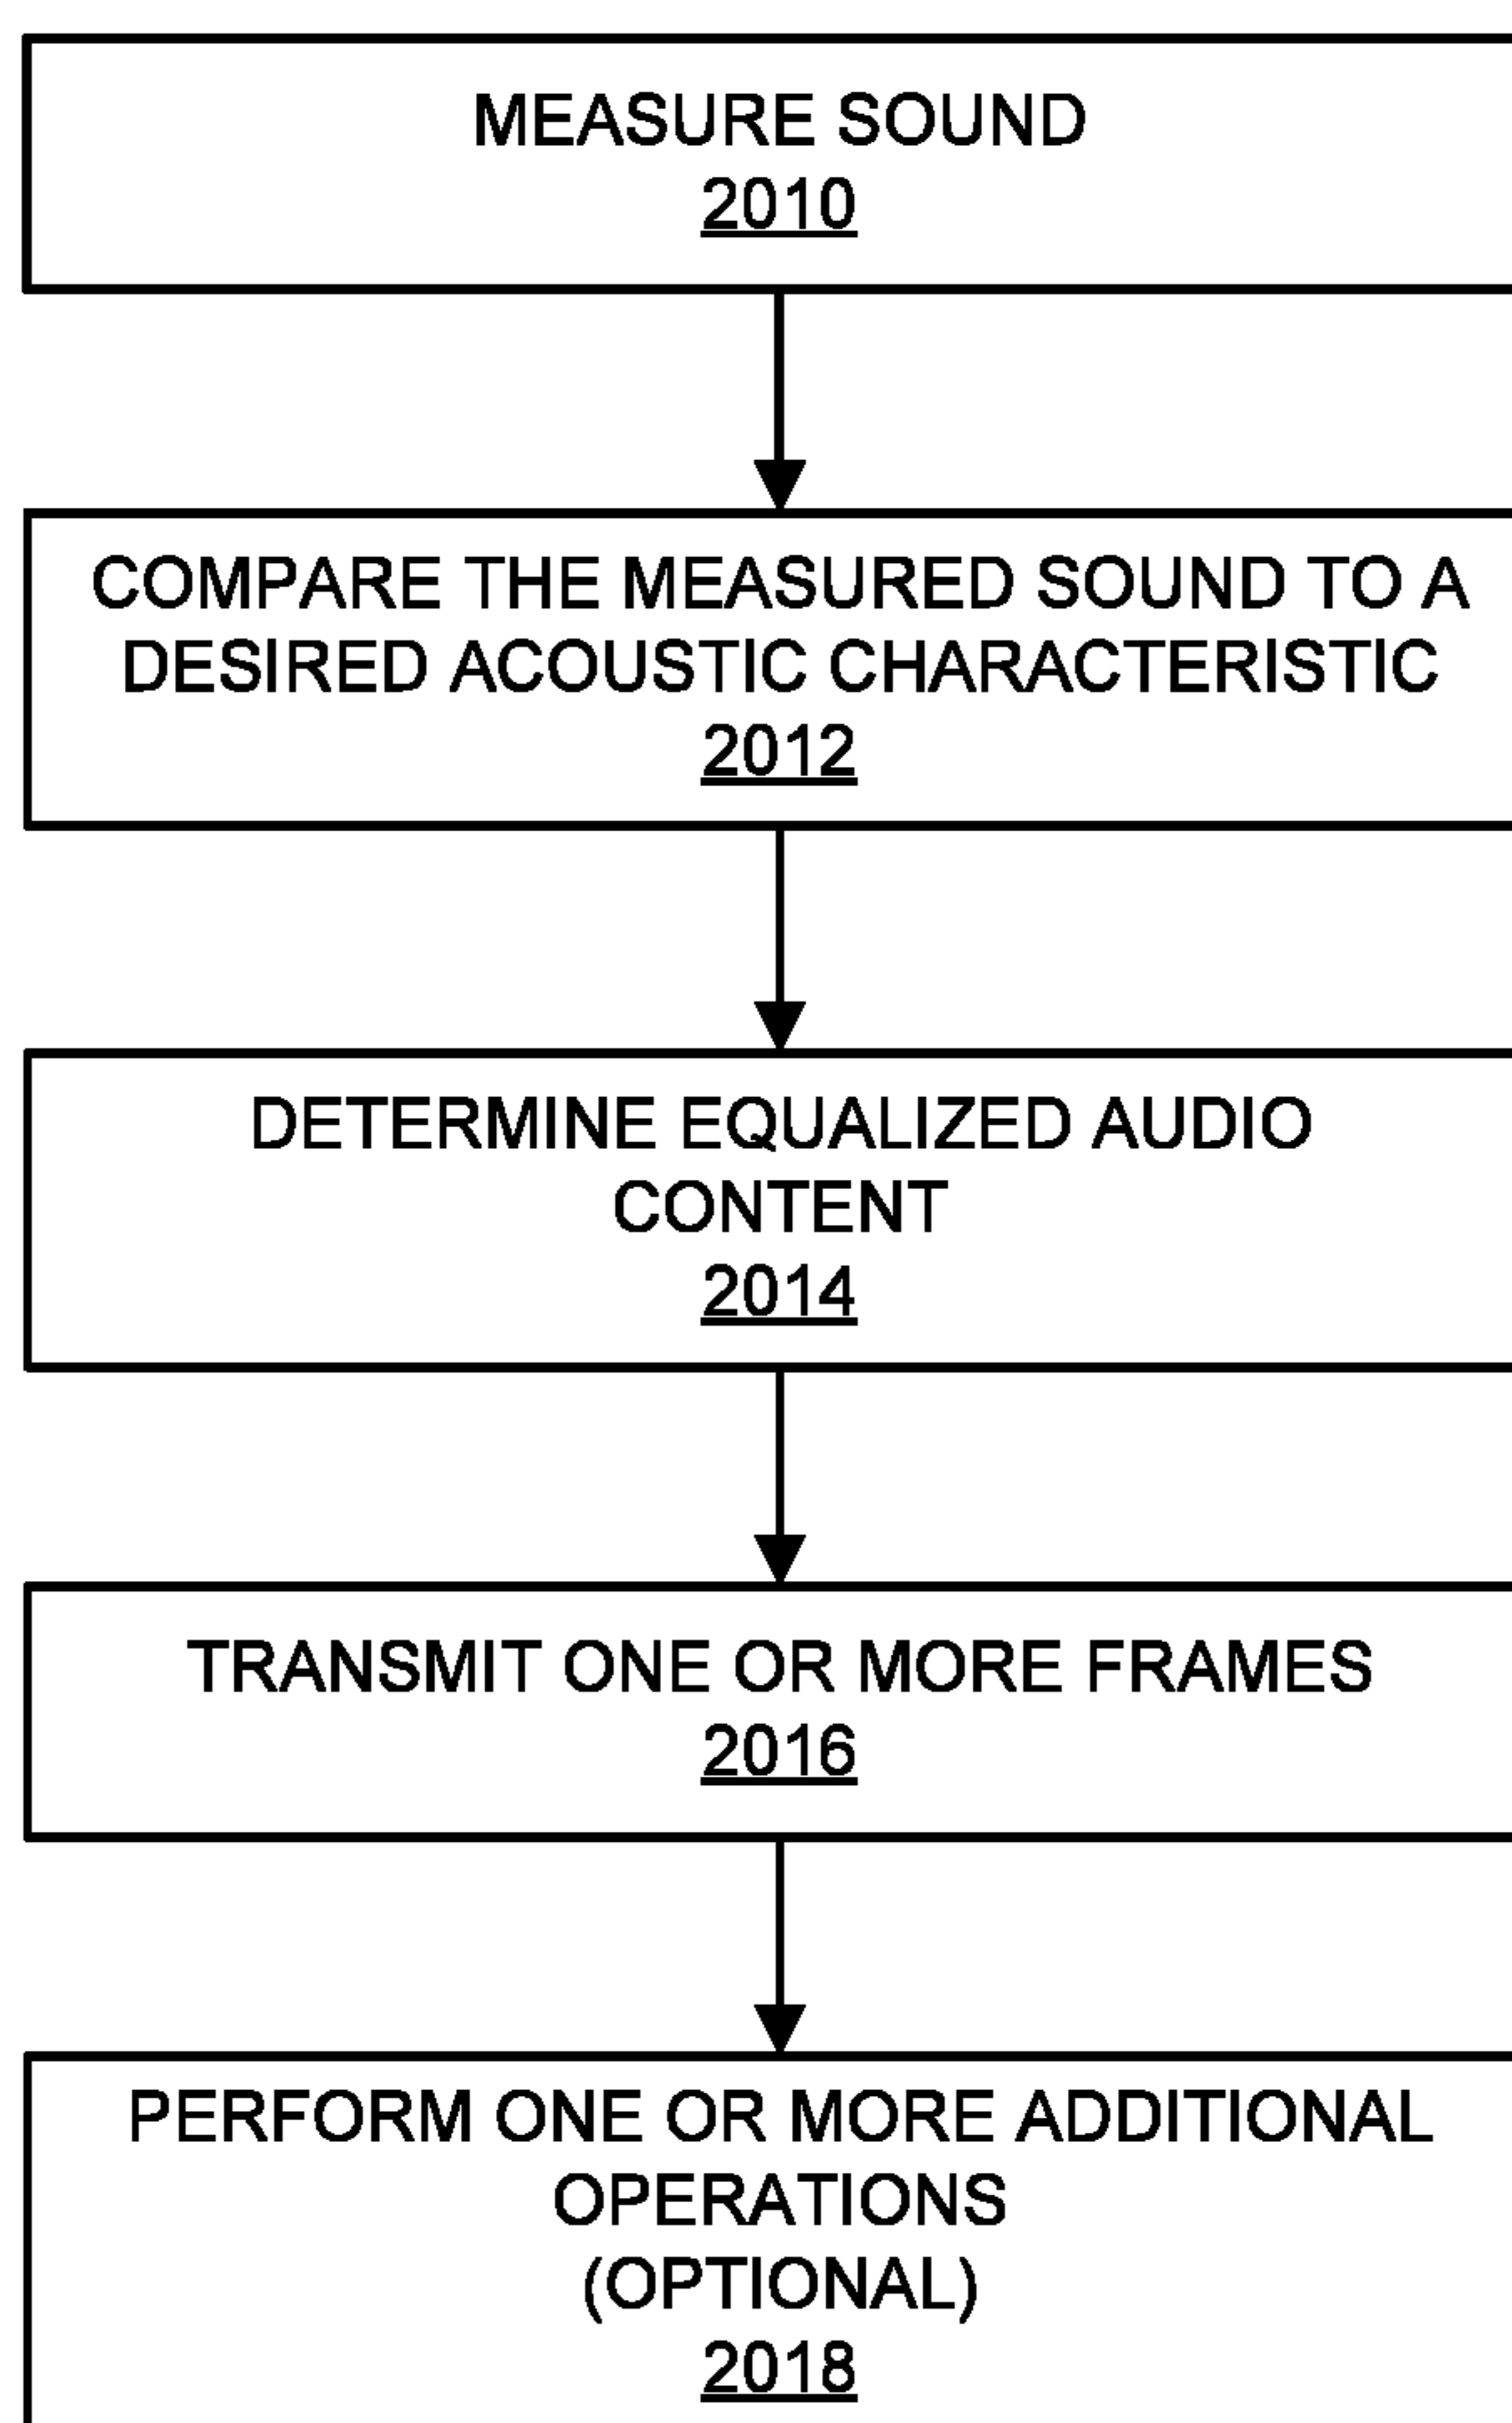 MEASURE SOUND
2010
COMPARE THE MEASURED SOUND TO A
DESIRED ACOUSTIC CHARACTERISTIC
2012
DETERMINE EQUALIZED AUDIO
CONTENT
2014
TRANSMIT ONE OR MORE FRAMES
2016
PERFORM ONE OR MORE ADDITIONAL
OPERATIONS
(OPTIONAL)
2018